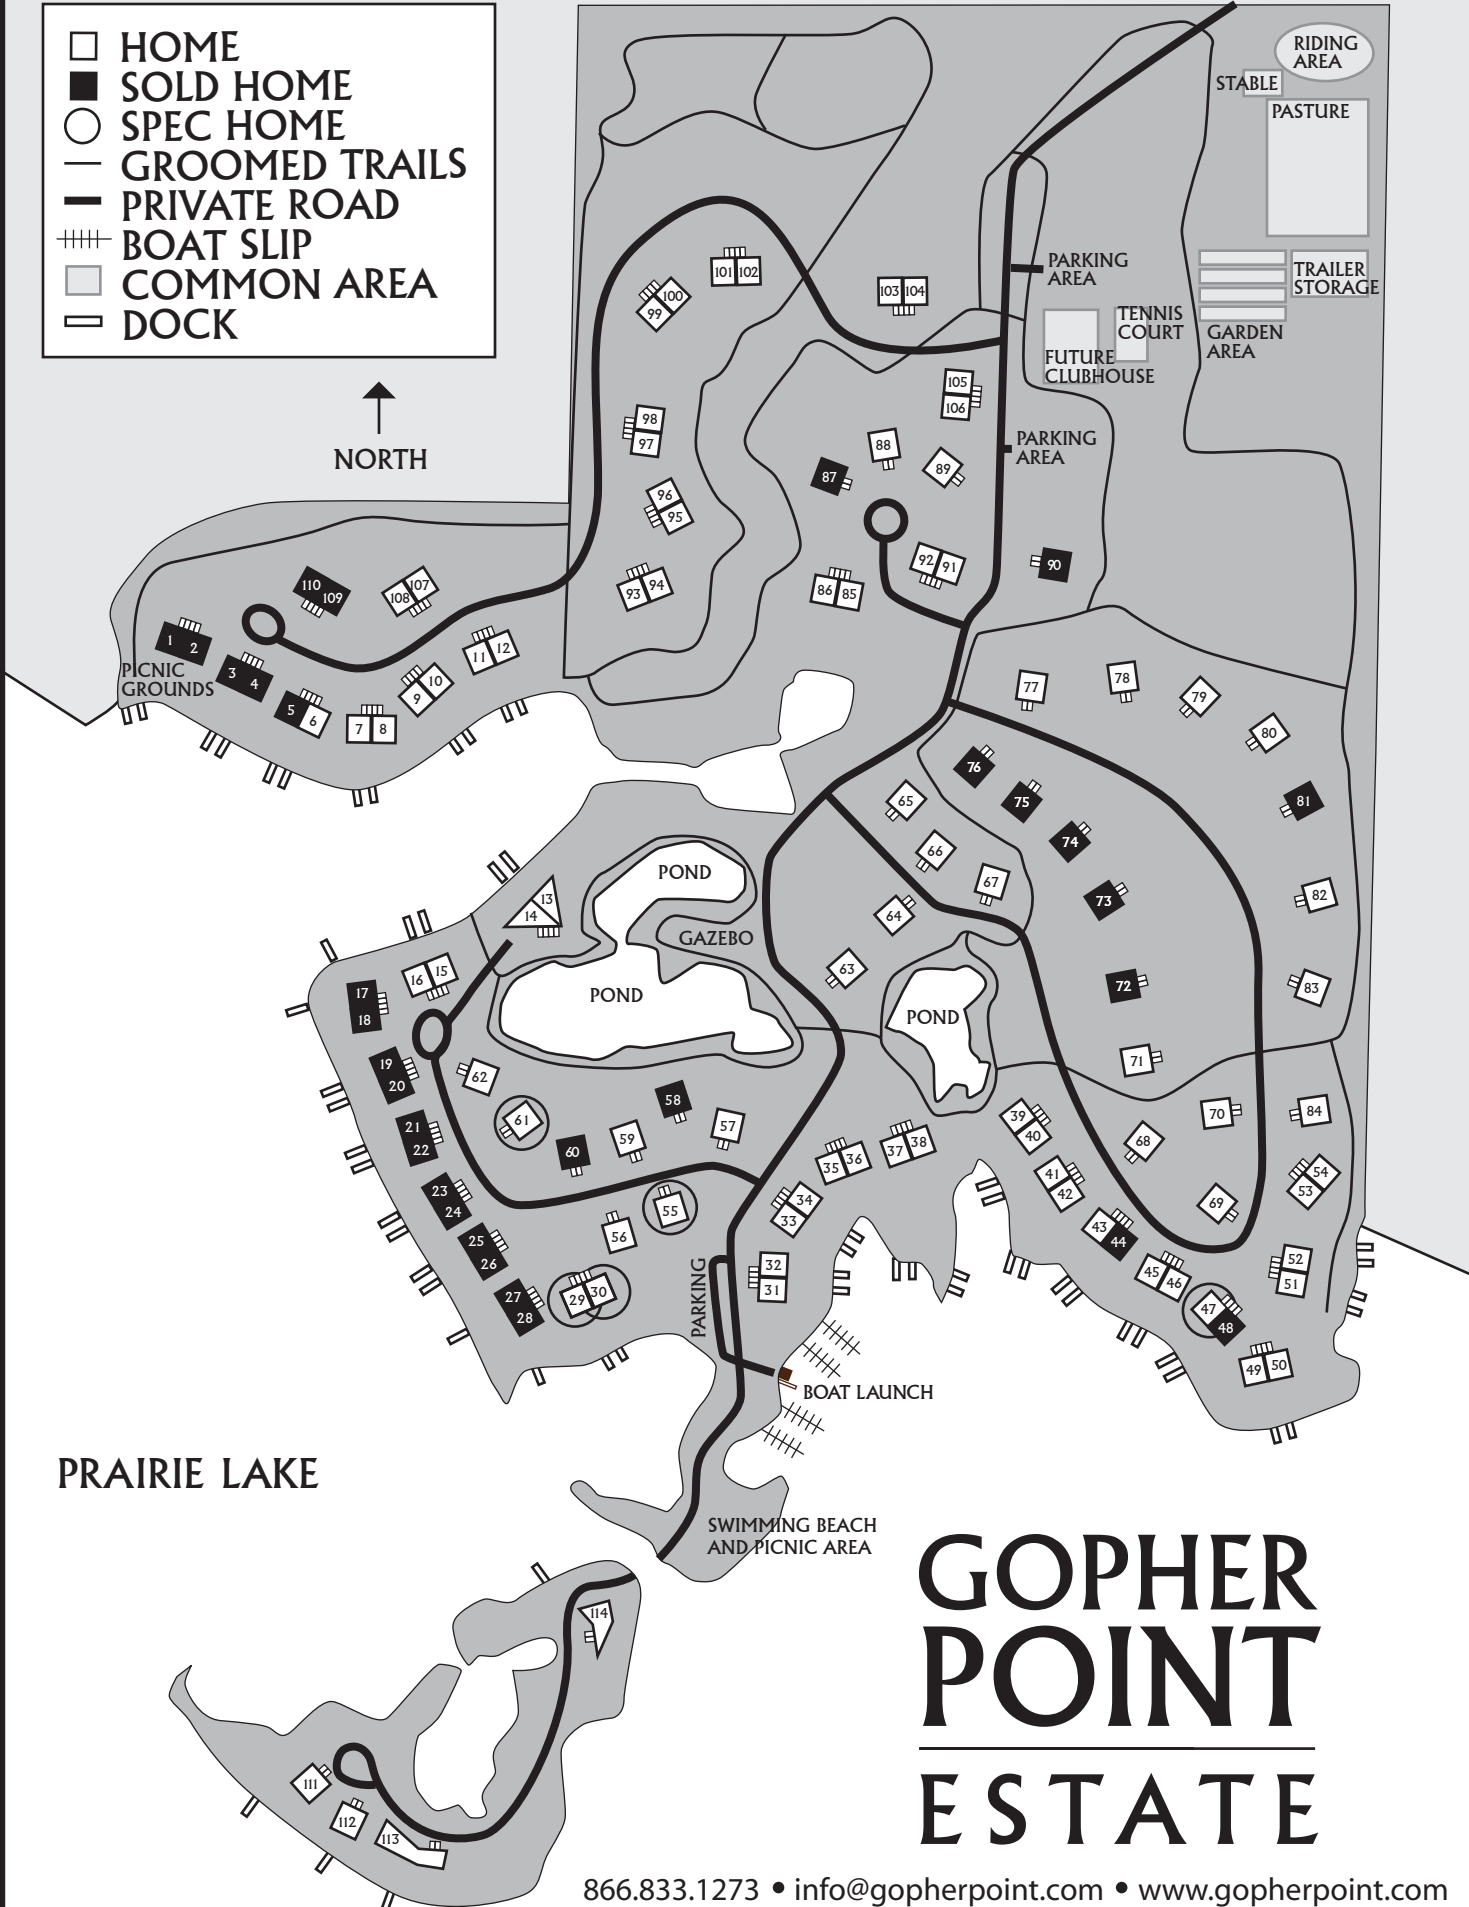 HOME
SOLD HOME
SPEC HOME
GROOMED TRAILS
PRIVATE ROAD
BOAT SLIP
COMMON AREA
DOCK
NORTH
RIDING
AREA
STABLE
PASTURE
PARKING
AREA
TRAILER
STORAGE
TENNIS
COURT
GARDEN
AREA
FUTURE
CLUBHOUSE
PARKING
AREA
101 102
103 104
100
99
105
106
98
97
88
89
87
96
95
92 91
90
93 94
86 85
110
109
107
108
1 2
3 4
5 6
7 8
9 10
11 12
PICNIC
GROUNDS
77
78
79
80
81
82
83
84
76
75
74
73
72
71
70
69
68
65
66
67
64
63
POND
GAZEBO
POND
POND
13
14
16 15
17
18
19
20
21
22
23
24
25
26
27
28
62
61
60
59
58
57
56
55
29 30
35 36
37 38
34
33
32
31
39
40
41
42
43
44
45
46
47
48
49 50
52
51
54
53
PARKING
BOAT LAUNCH
PRAIRIE LAKE
SWIMMING BEACH
AND PICNIC AREA
114
111
112
113
GOPHER
POINT
ESTATE
866.833.1273 • info@gopherpoint.com • www.gopherpoint.com